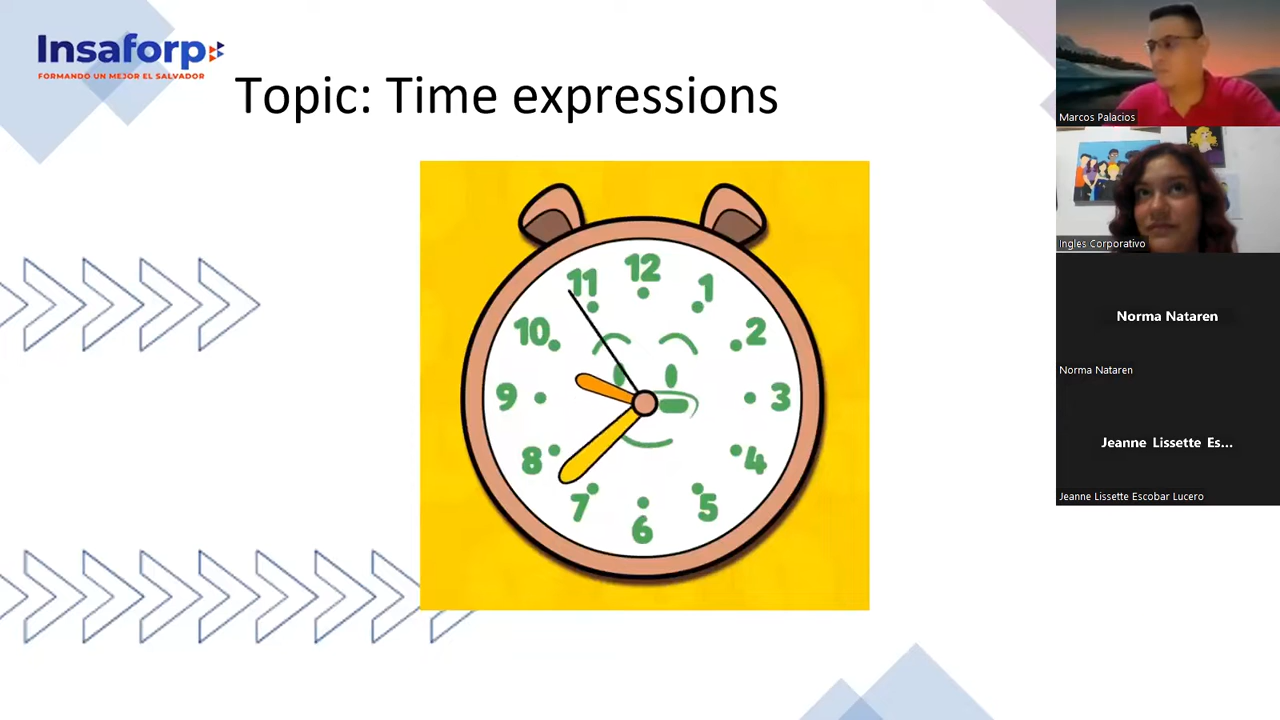 Insaforp
FORMANDO UN MEJOR EL SALVADOR
Topic: Time expressions
12
11
1
10
2
9
3
8
4
7
5
6
Marcos Palacios
Ingles Corporativo
Norma Nataren
Norma Nataren
Jeanne Lissette Es...
Jeanne Lissette Escobar Lucero